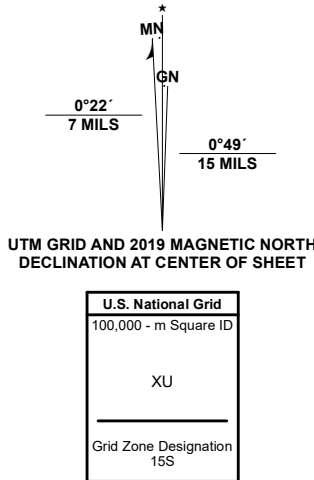 MN
GN
0°22´
7 MILS
0°49´
15 MILS
UTM GRID AND 2019 MAGNETIC NORTH
DECLINATION AT CENTER OF SHEET
U.S. National Grid
100,000 - m Square ID
XU
Grid Zone Designation
15S